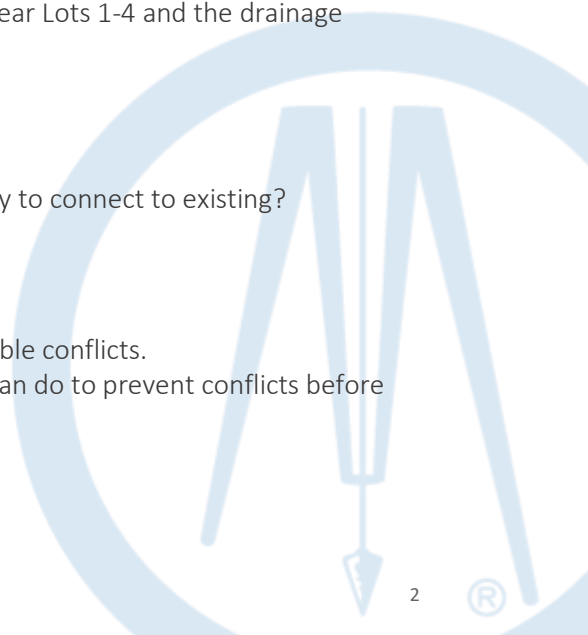 ear Lots 1-4 and the drainage
y to connect to existing?
ble conflicts.
an do to prevent conflicts before
2
®